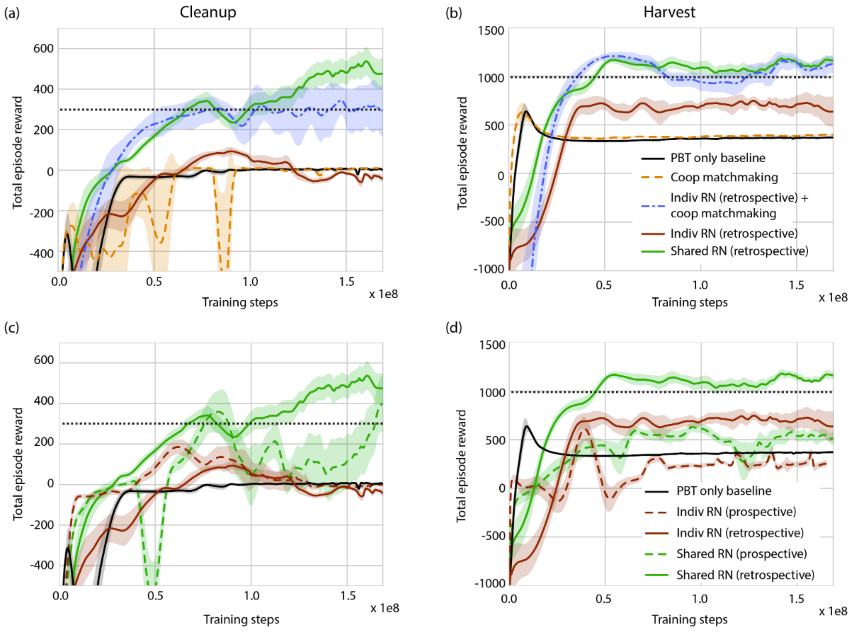 (a)
Cleanup
600
400
200
0
-200
-400
Total episode reward
0.0
0.5
1.0
1.5
x 1e8
Training steps
(b)
Harvest
1500
1000
500
0
-500
-1000
Total episode reward
PBT only baseline
Coop matchmaking
Indiv RN (retrospective) +
coop matchmaking
Indiv RN (retrospective)
Shared RN (retrospective)
0.0
0.5
1.0
1.5
x 1e8
Training steps
(c)
600
400
200
0
-200
-400
Total episode reward
0.0
0.5
1.0
1.5
x 1e8
Training steps
(d)
1500
1000
500
0
-500
-1000
Total episode reward
PBT only baseline
Indiv RN (prospective)
Indiv RN (retrospective)
Shared RN (prospective)
Shared RN (retrospective)
0.0
0.5
1.0
1.5
x 1e8
Training steps